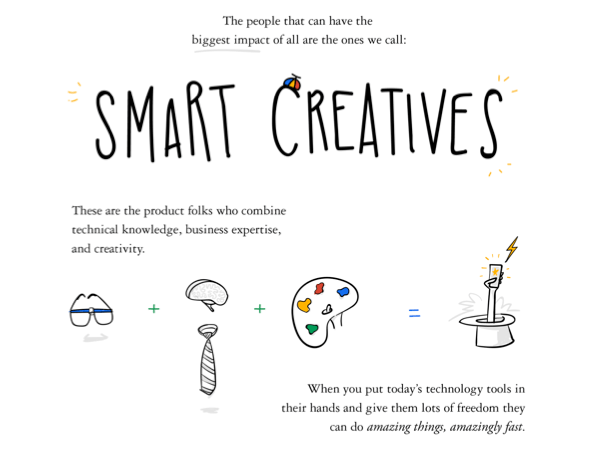 The people that can have the
biggest impact of all are the ones we call:
SMART CREATIVES
These are the product folks who combine
technical knowledge, business expertise,
and creativity.
+ + =
When you put today's technology tools in
their hands and give them lots of freedom they
can do amazing things, amazingly fast.